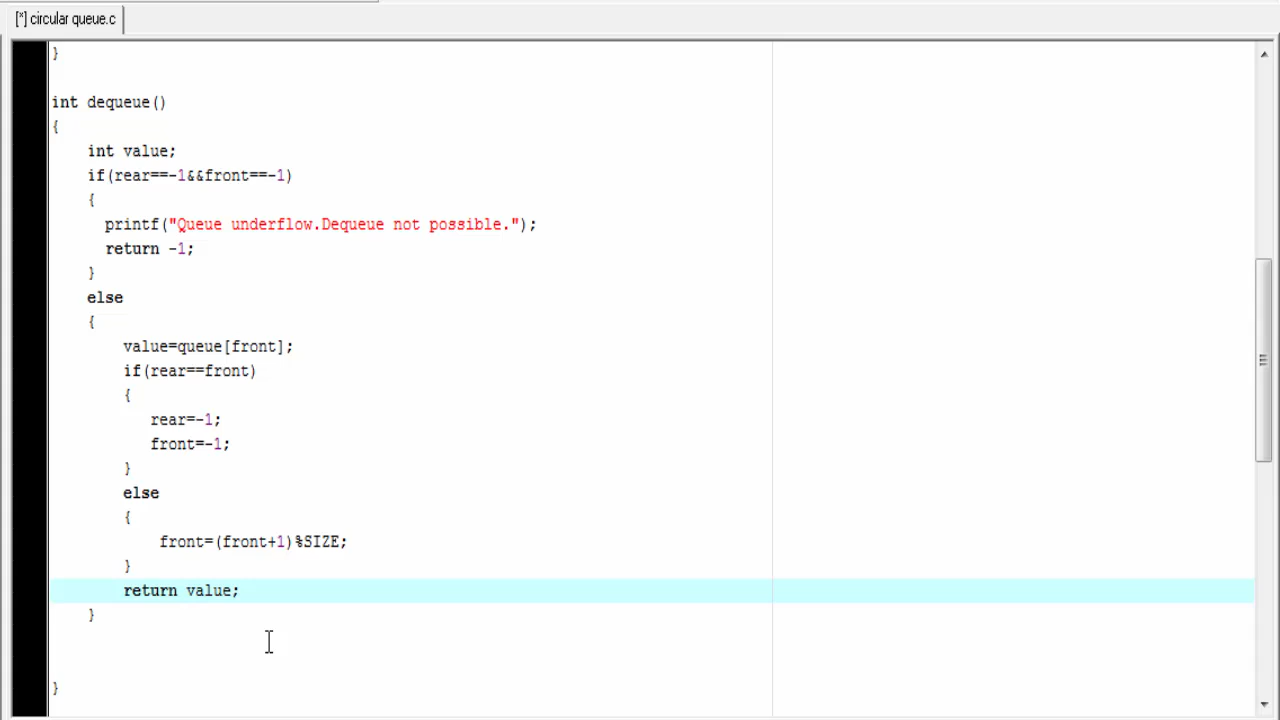 [*] circular queue.c
}
int dequeue()
{
int value;
if(rear==-1&&front==-1)
{
printf("Queue underflow.Dequeue not possible.");
return -1;
}
else
{
value=queue[front];
if(rear==front)
{
rear=-1;
front=-1;
}
else
{
front=(front+1)%SIZE;
}
return value;
}
}